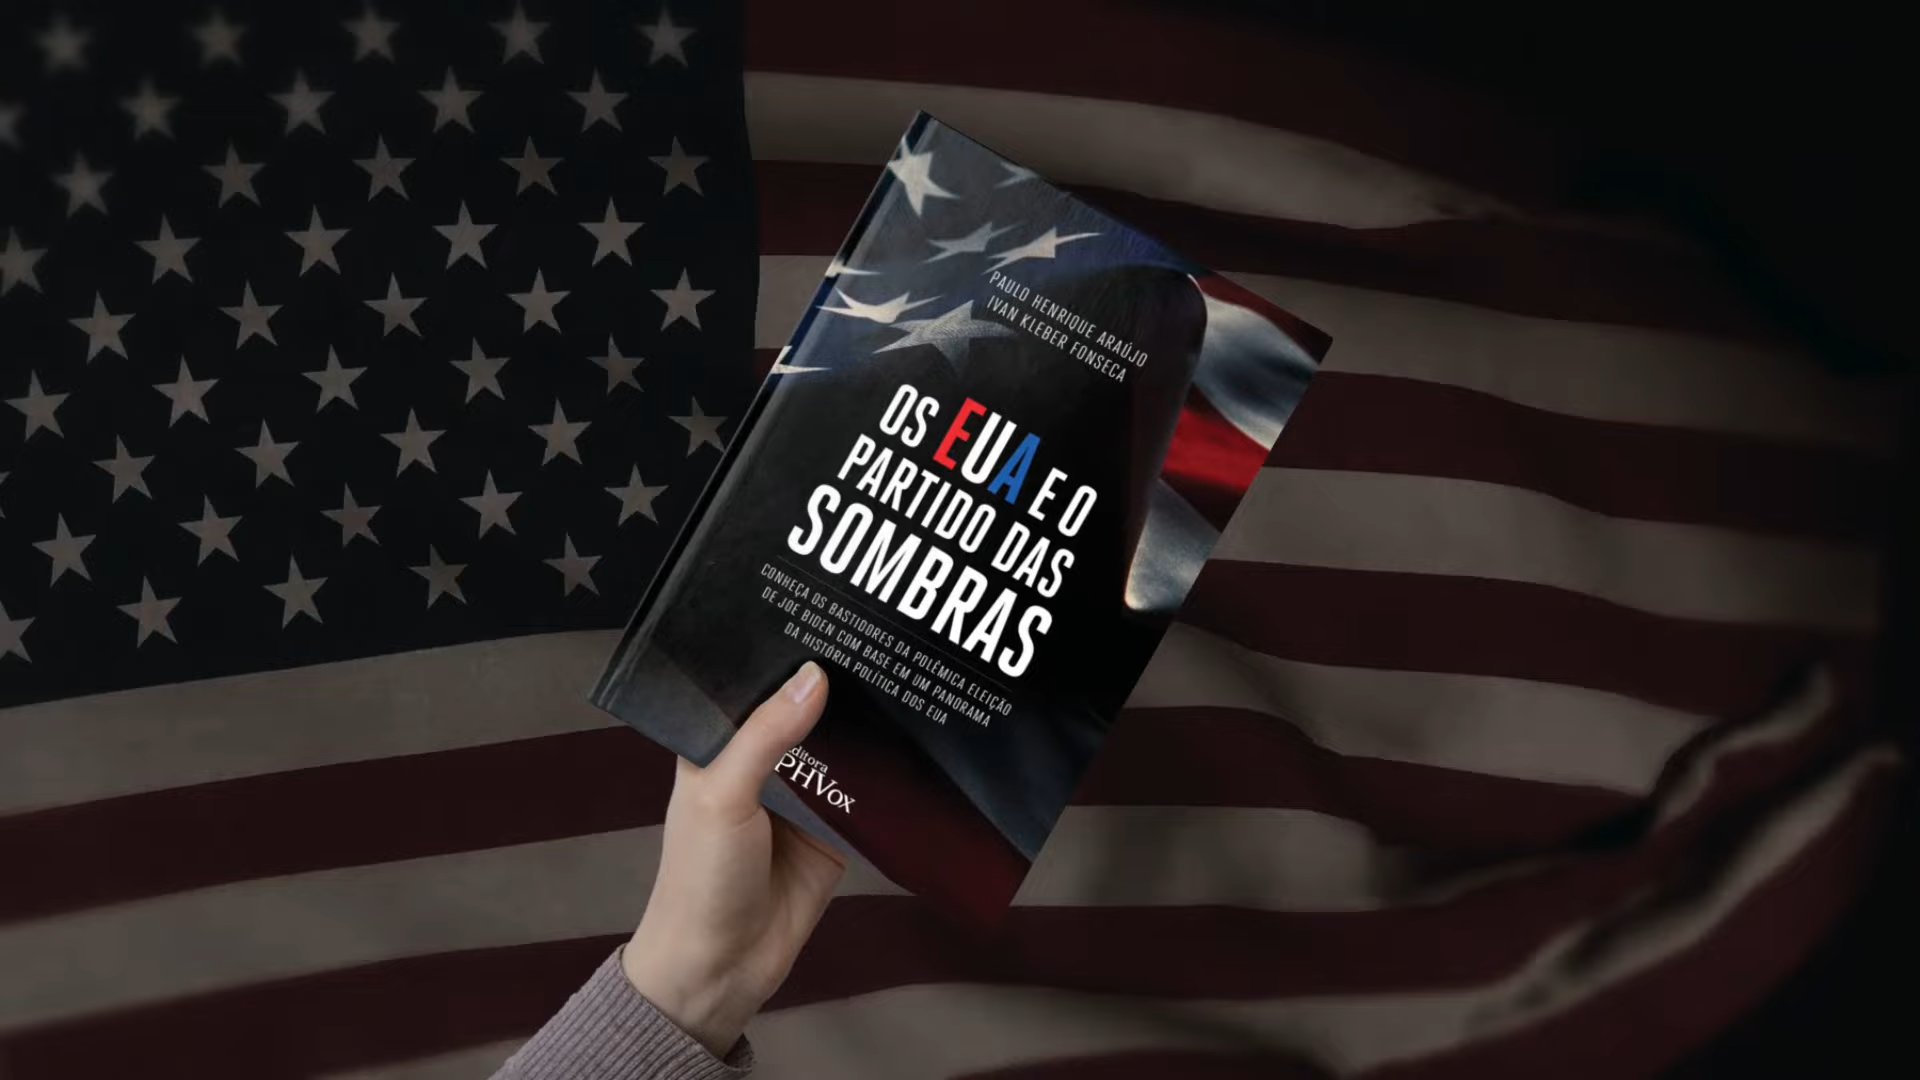 PAULO HENRIQUE ARAÚJO
IVAN KLEBER FONSECA
OS EUA E O
PARTIDO DAS
SOMBRAS
CONHEÇA OS BASTIDORES DA POLÊMICA ELEIÇÃO
DE JOE BIDEN COM BASE EM UM PANORAMA
DA HISTÓRIA POLÍTICA DOS EUA
editora
PHVox